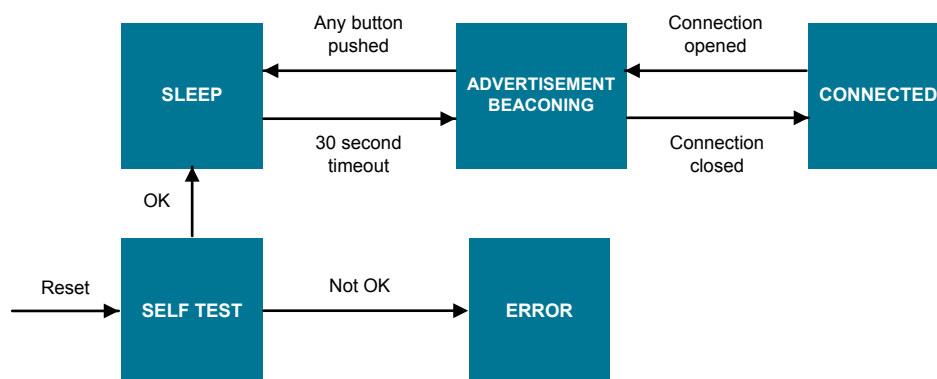 Any button
pushed
Connection
opened
SLEEP
ADVERTISEMENT
BEACONING
CONNECTED
30 second
timeout
Connection
closed
OK
Reset
SELF TEST
Not OK
ERROR